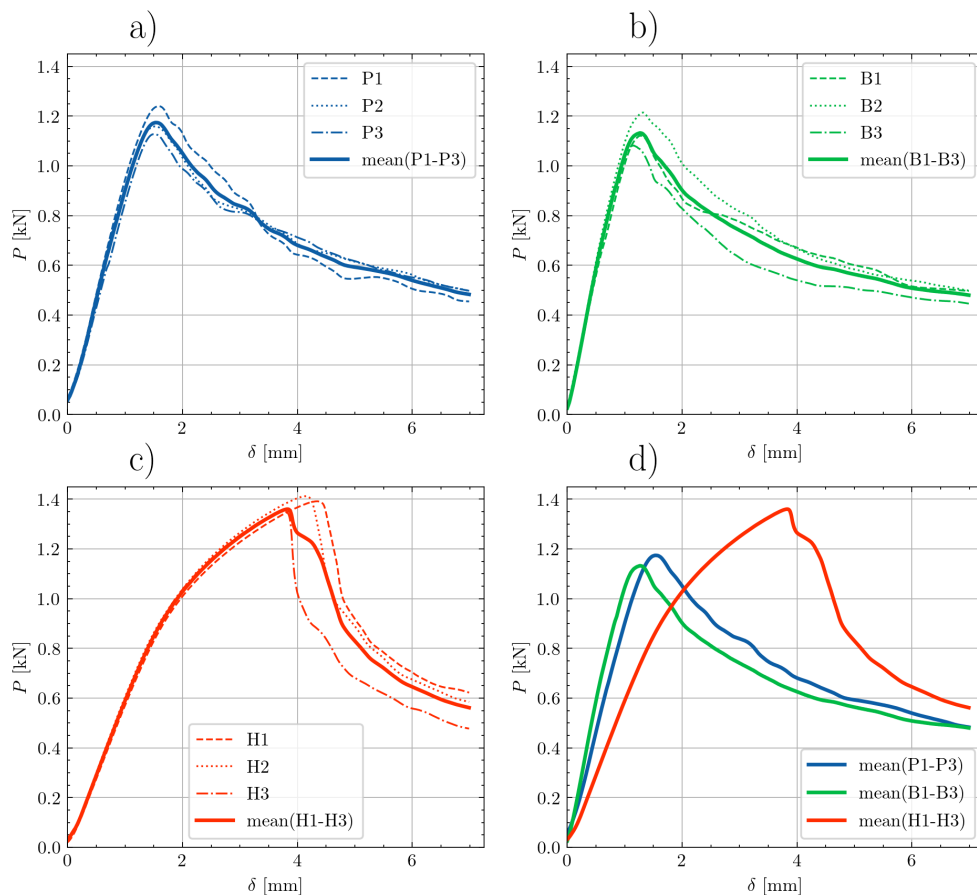 a)
1.4
1.2
1.0
0.8
0.6
0.4
0.2
0.0
P [kN]
0 2 4 6
δ [mm]
P1
P2
P3
mean(P1-P3)
b)
1.4
1.2
1.0
0.8
0.6
0.4
0.2
0.0
P [kN]
0 2 4 6
δ [mm]
B1
B2
B3
mean(B1-B3)
c)
1.4
1.2
1.0
0.8
0.6
0.4
0.2
0.0
P [kN]
0 2 4 6
δ [mm]
H1
H2
H3
mean(H1-H3)
d)
1.4
1.2
1.0
0.8
0.6
0.4
0.2
0.0
P [kN]
0 2 4 6
δ [mm]
mean(P1-P3)
mean(B1-B3)
mean(H1-H3)